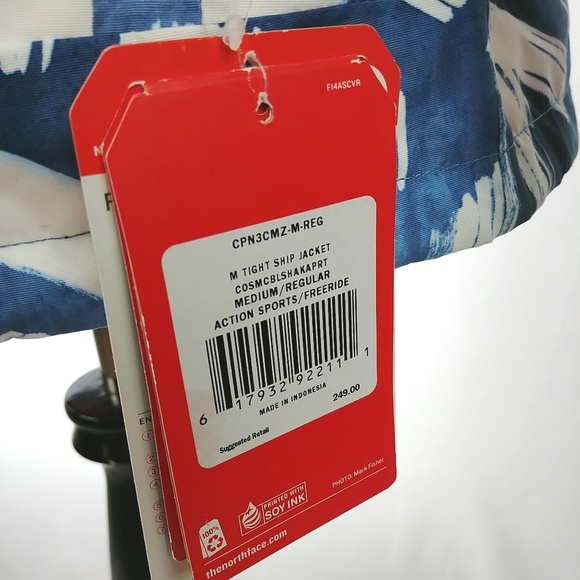 FI4ASCVR
CPN3CMZ-M-REG
M TIGHT SHIP JACKET
COSMCBLSHAKAPRT
MEDIUM/REGULAR
ACTION SPORTS/FREERIDE
6 17932 92211 1
MADE IN INDONESIA
249.00
Suggested Retail
PHOTO: Mark Fisher
100%
PRINTED WITH
SOY INK
thenorthface.com
EN